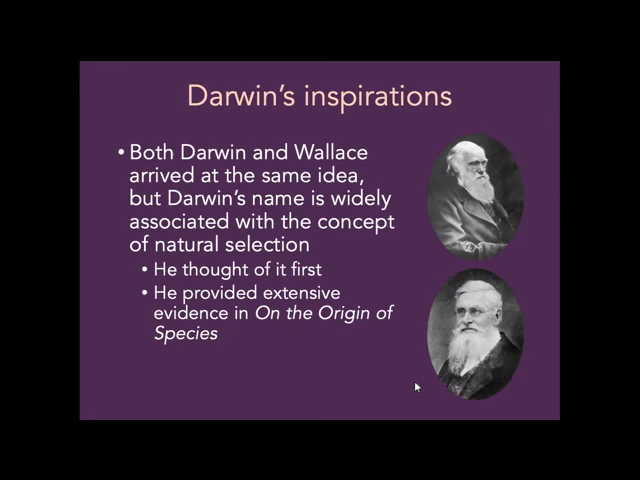 Darwin's inspirations
• Both Darwin and Wallace
arrived at the same idea,
but Darwin's name is widely
associated with the concept
of natural selection
• He thought of it first
• He provided extensive
evidence in On the Origin of
Species